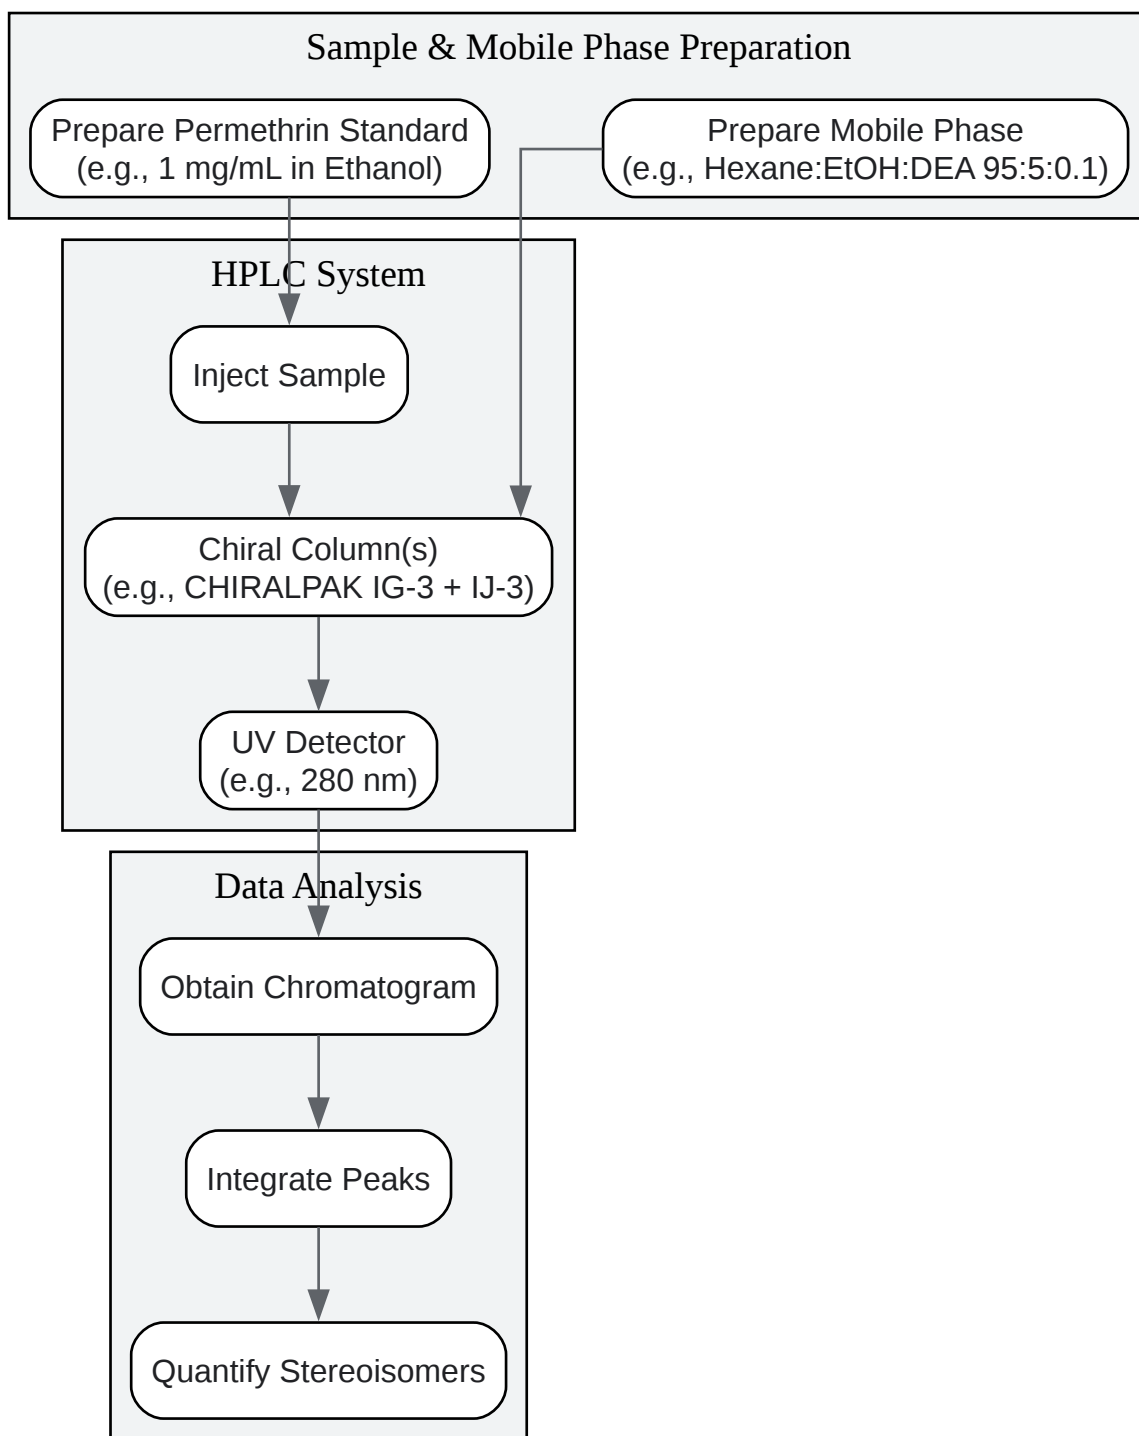 Sample & Mobile Phase Preparation
Prepare Permethrin Standard
(e.g., 1 mg/mL in Ethanol)
Prepare Mobile Phase
(e.g., Hexane:EtOH:DEA 95:5:0.1)
HPLC System
Inject Sample
Chiral Column(s)
(e.g., CHIRALPAK IG-3 + IJ-3)
UV Detector
(e.g., 280 nm)
Data Analysis
Obtain Chromatogram
Integrate Peaks
Quantify Stereoisomers